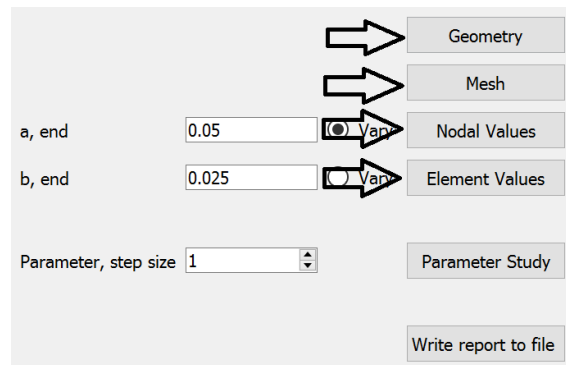 Geometry
Mesh
a, end 0.05 Vary Nodal Values
b, end 0.025 Vary Element Values
Parameter, step size 1 Parameter Study
Write report to file